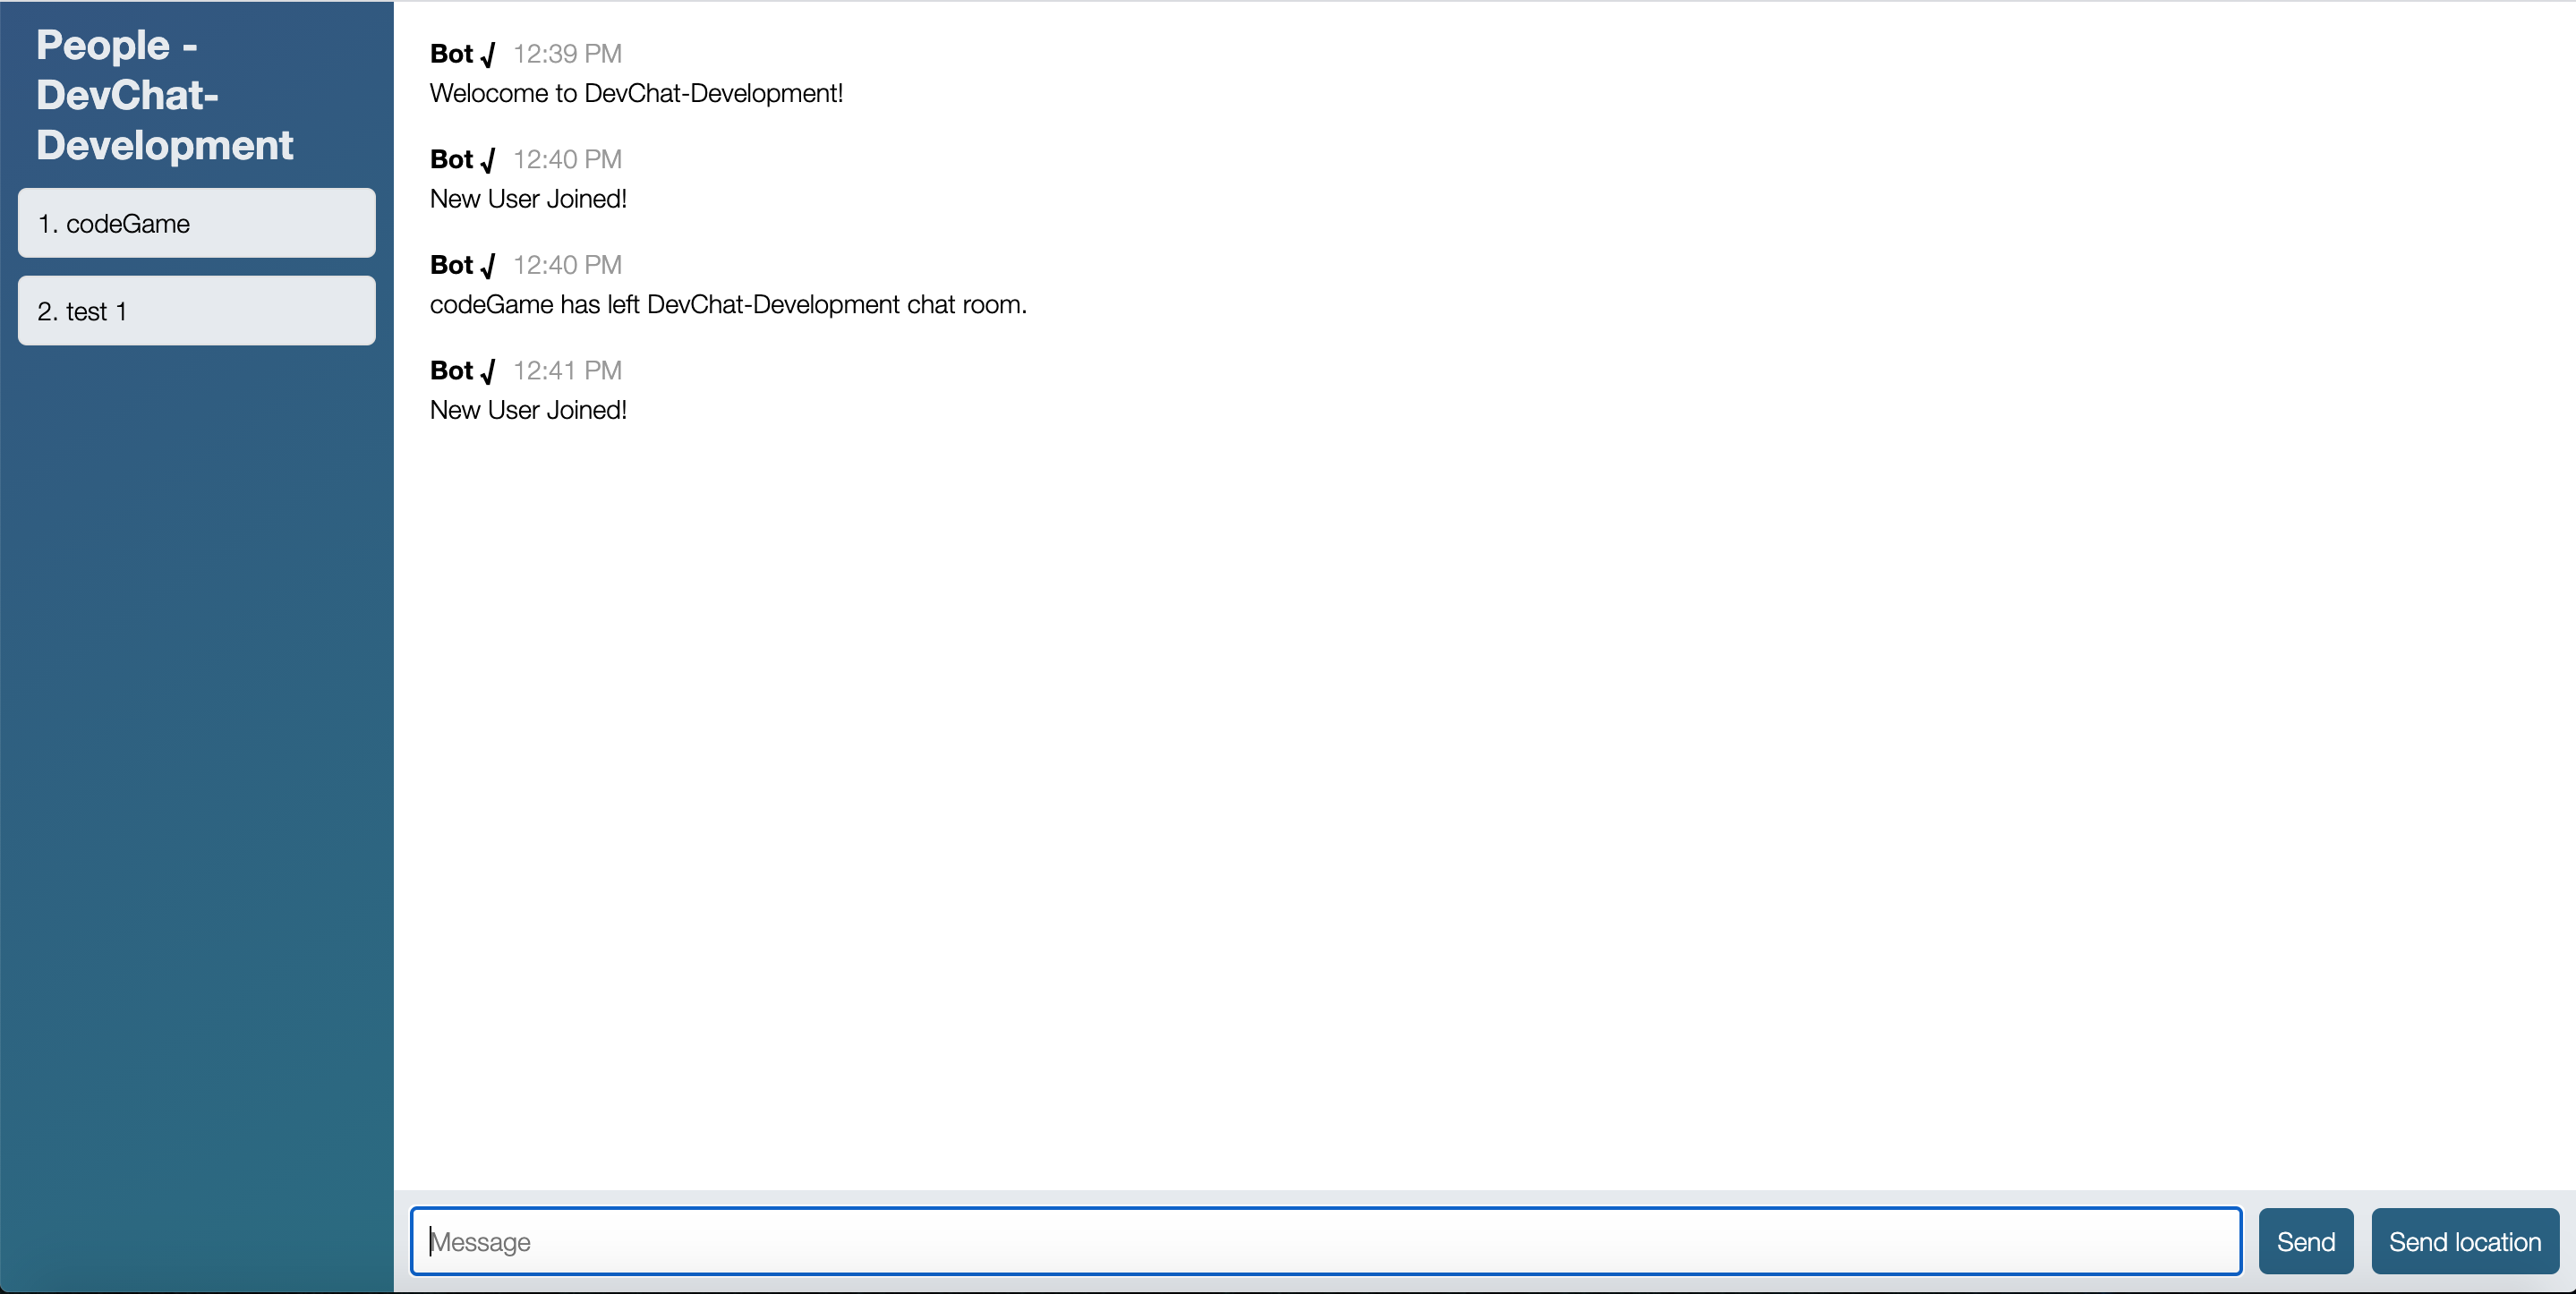 People -
DevChat-
Development
1. codeGame
2. test 1
Bot √ 12:39 PM
Welocome to DevChat-Development!
Bot √ 12:40 PM
New User Joined!
Bot √ 12:40 PM
codeGame has left DevChat-Development chat room.
Bot √ 12:41 PM
New User Joined!
Message
Send
Send location